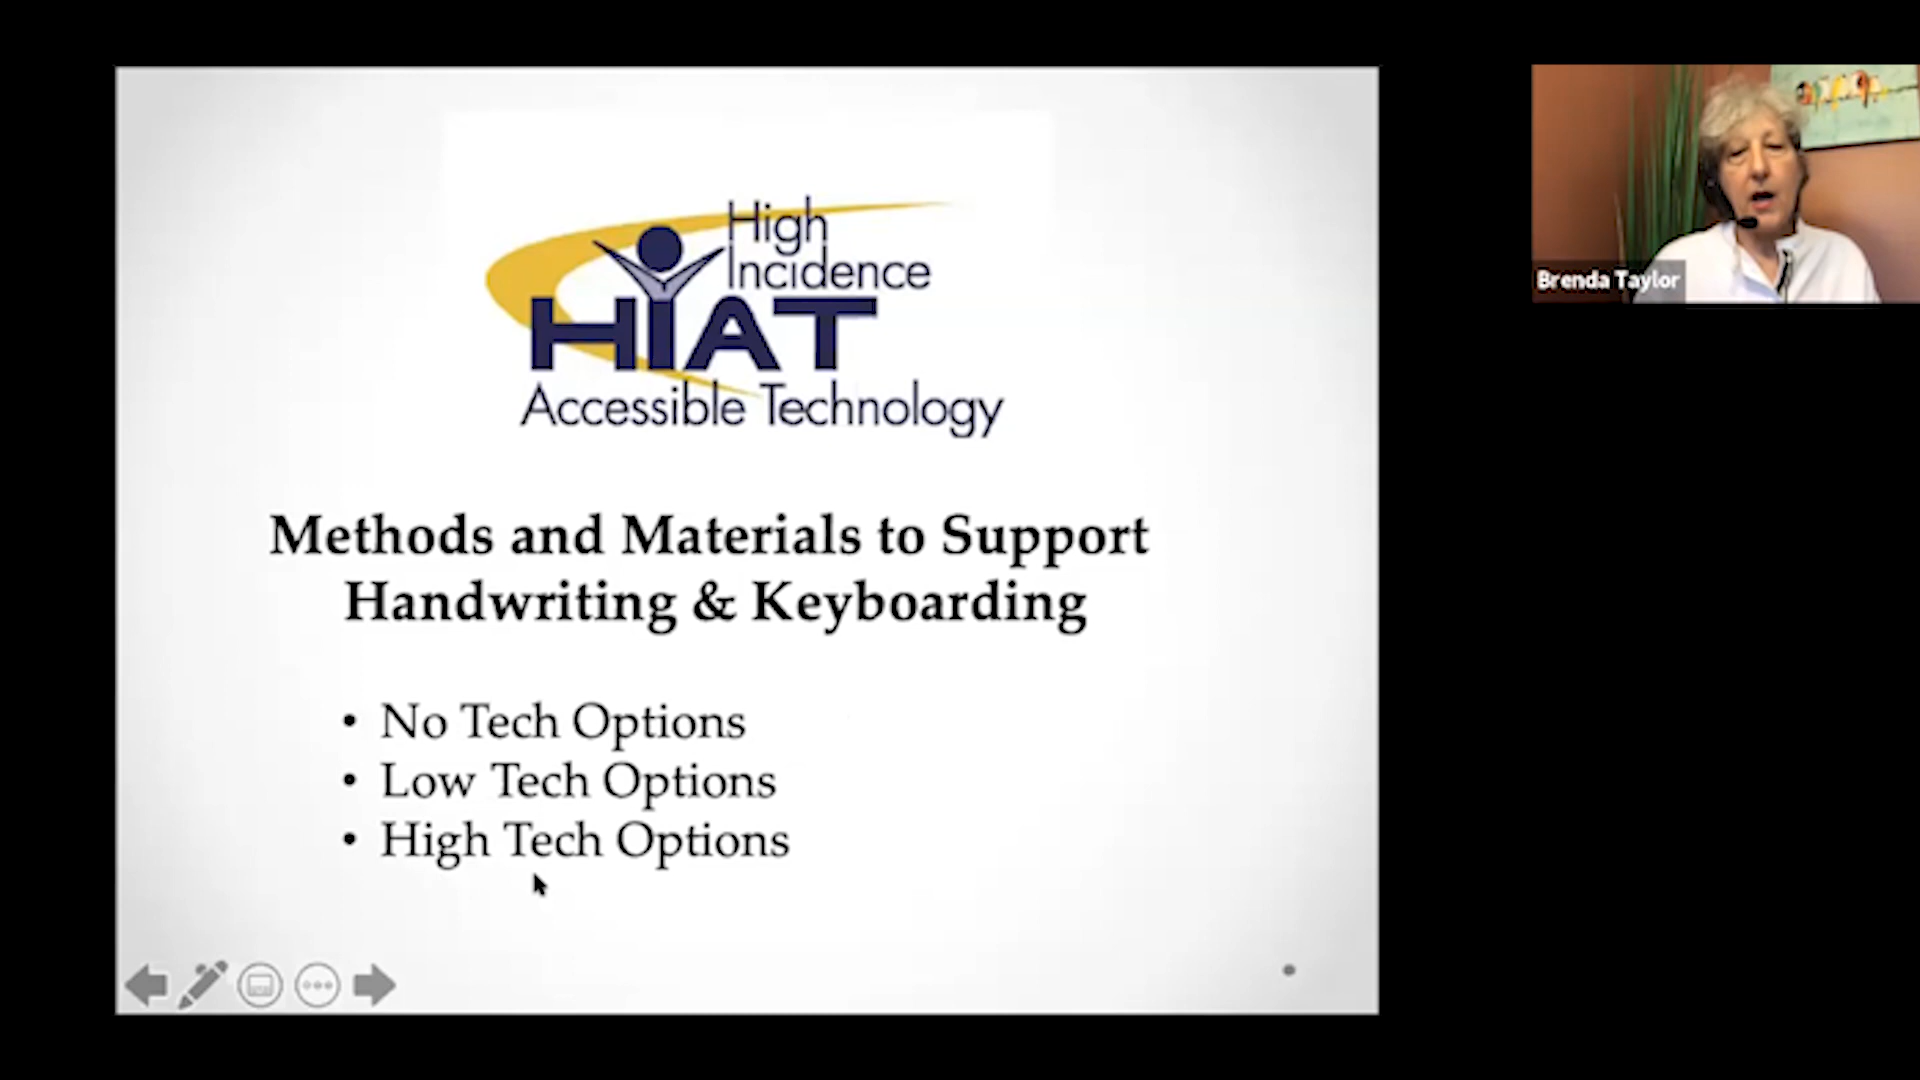 High
Incidence
HIAT
Accessible Technology
Methods and Materials to Support
Handwriting & Keyboarding
• No Tech Options
• Low Tech Options
• High Tech Options
Brenda Taylor